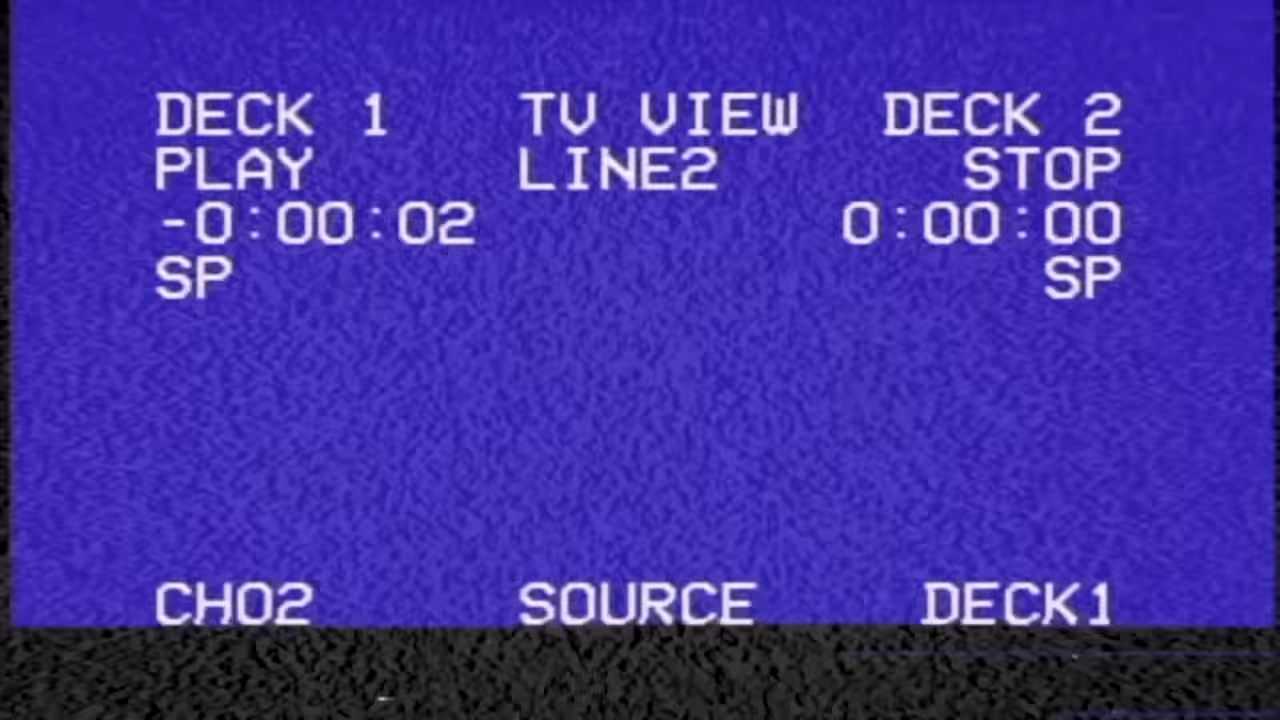 DECK 1 TV VIEW DECK 2
PLAY LINE2 STOP
-0:00:02 0:00:00
SP SP
CH02 SOURCE DECK1